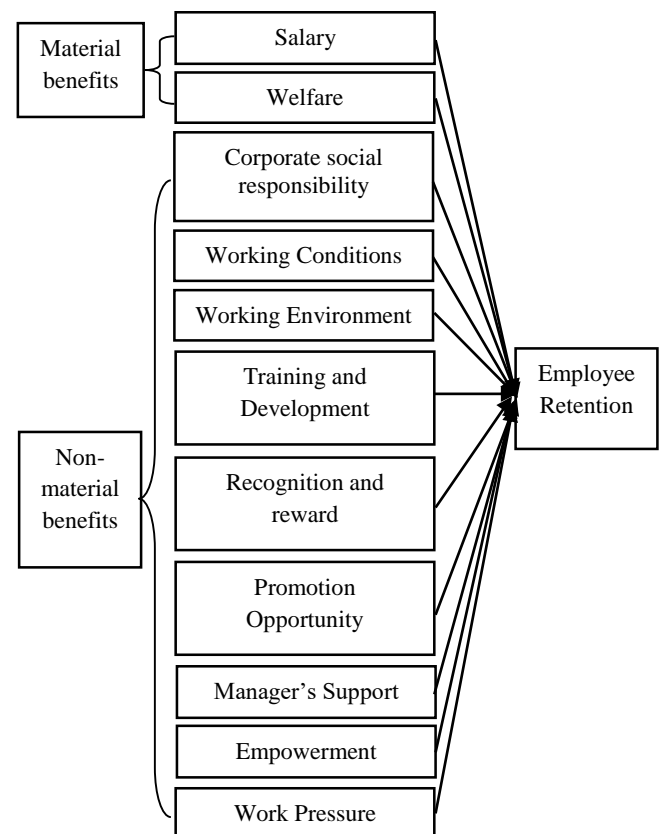 Material
benefits
Salary
Welfare
Corporate social
responsibility
Working Conditions
Working Environment
Training and
Development
Employee
Retention
Non-
material
benefits
Recognition and
reward
Promotion
Opportunity
Manager’s Support
Empowerment
Work Pressure